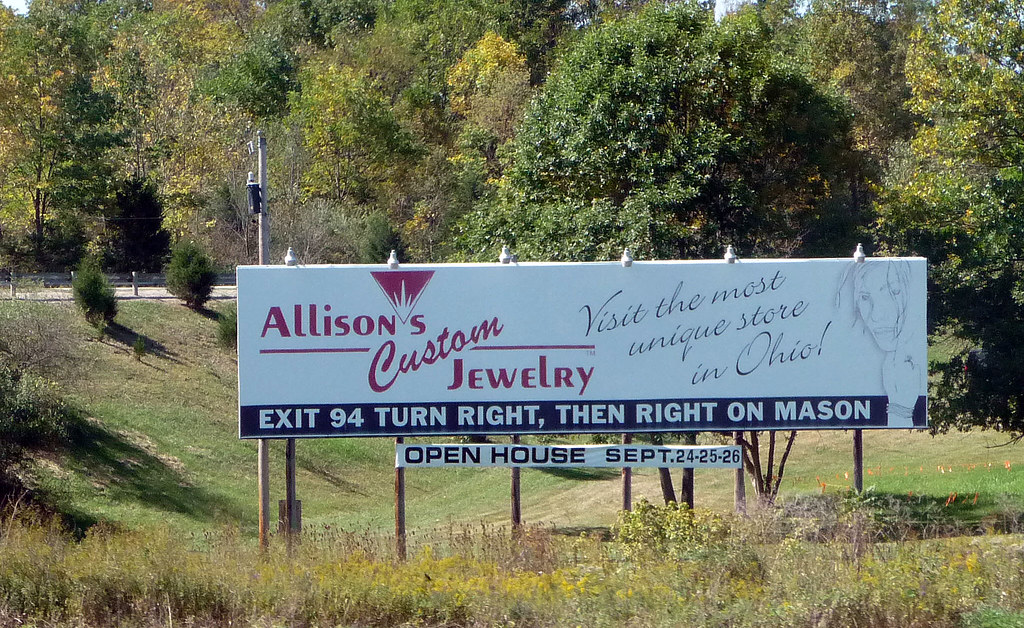 Allison's
Custom
Jewelry™
Visit the most
unique store
in Ohio!
EXIT 94 TURN RIGHT, THEN RIGHT ON MASON
OPEN HOUSE SEPT.24-25-26